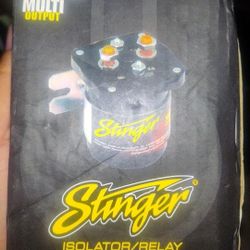 MULTI
OUTPUT
Stinger
Stinger®
ISOLATOR/RELAY